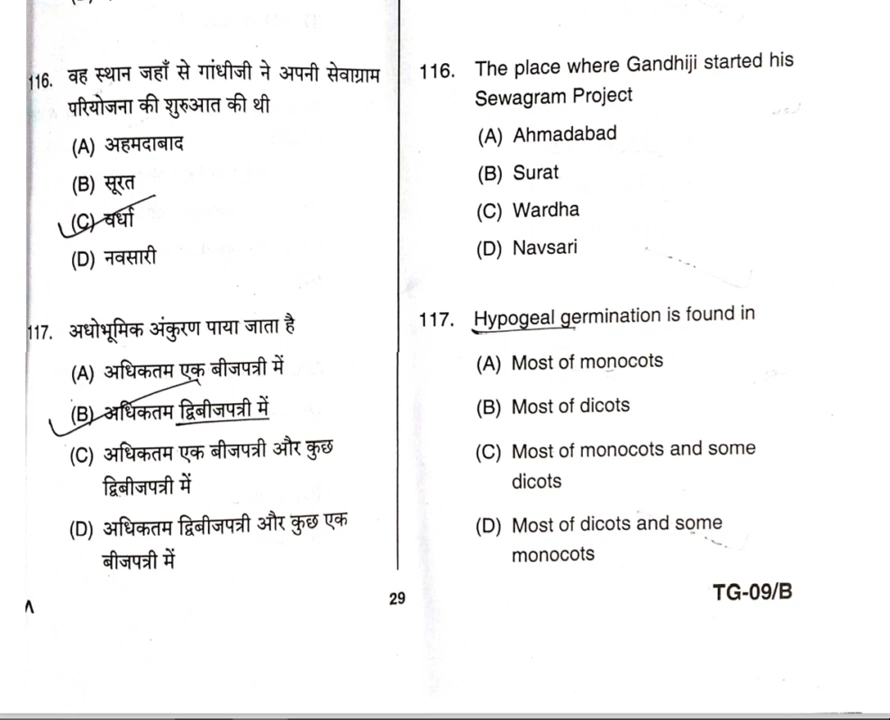 116. वह स्थान जहाँ से गांधीजी ने अपनी सेवाग्राम
परियोजना की शुरुआत की थी
(A) अहमदाबाद
(B) सूरत
(C) वर्धा
(D) नवसारी
117. अधोभूमिक अंकुरण पाया जाता है
(A) अधिकतम एक बीजपत्री में
(B) अधिकतम द्विबीजपत्री में
(C) अधिकतम एक बीजपत्री और कुछ
द्विबीजपत्री में
(D) अधिकतम द्विबीजपत्री और कुछ एक
बीजपत्री में
116. The place where Gandhiji started his
Sewagram Project
(A) Ahmadabad
(B) Surat
(C) Wardha
(D) Navsari
117. Hypogeal germination is found in
(A) Most of monocots
(B) Most of dicots
(C) Most of monocots and some
dicots
(D) Most of dicots and some
monocots
29
TG-09/B